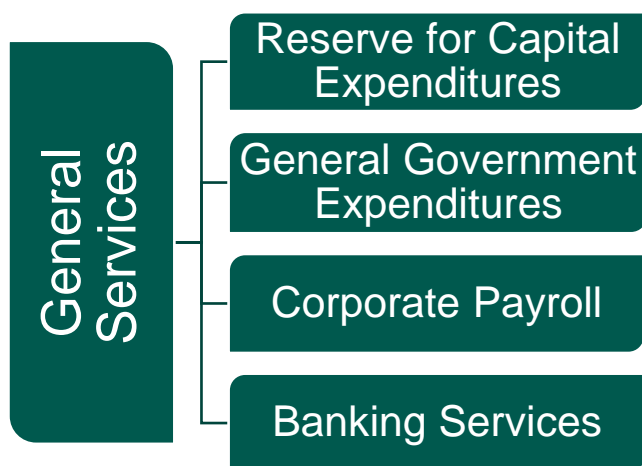 General
Services
Reserve for Capital
Expenditures
General Government
Expenditures
Corporate Payroll
Banking Services